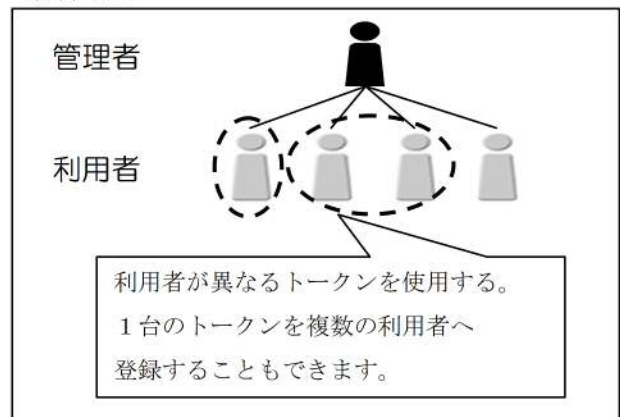 管理者
利用者
利用者が異なるトークンを使用する。
１台のトークンを複数の利用者へ
登録することもできます。